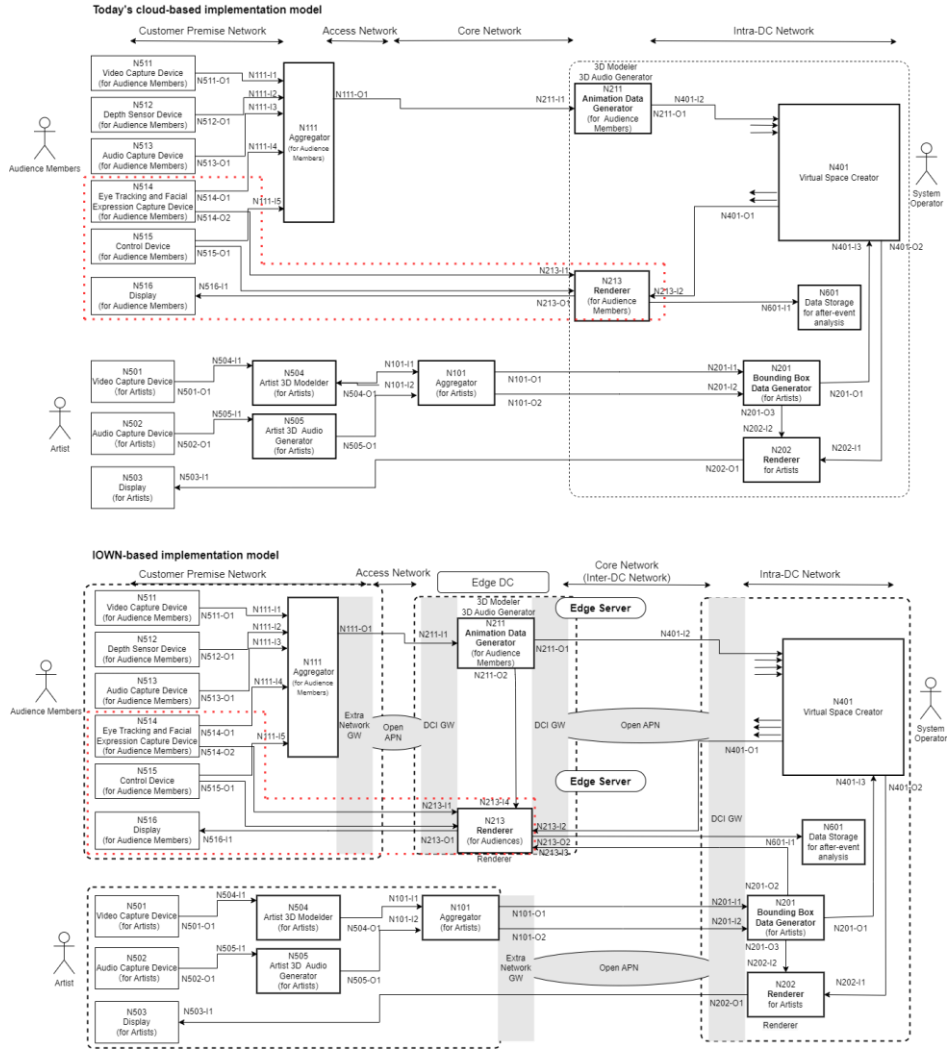 Today's cloud-based implementation model
Customer Premise Network
Access Network
Core Network
Intra-DC Network
N511
Video Capture Device
(for Audience Members)
N511-O1
N111-I1
N512
Depth Sensor Device
(for Audience Members)
N512-O1
N111-I2
N111-I3
N513
Audio Capture Device
(for Audience Members)
N513-O1
N111-I4
N514
Eye Tracking and Facial
Expression Capture Device
(for Audience Members)
N514-O1
N514-O2
N111-I5
N515
Control Device
(for Audience Members)
N515-O1
N516
Display
(for Audience Members)
N516-I1
Audience Members
N111
Aggregator
(for Audience
Members)
N111-O1
N211-I1
3D Modeler
3D Audio Generator
N211
Animation Data
Generator
(for Audience
Members)
N401-I2
N211-O1
N401
Virtual Space Creator
System
Operator
N401-O1
N401-I3
N401-O2
N213-I1
N213
Renderer
(for Audience
Members)
N213-O1
N213-I2
N601-I1
N601
Data Storage
for after-event
analysis
N501
Video Capture Device
(for Artists)
N504-I1
N501-O1
N504
Artist 3D Modelder
(for Artists)
N504-O1
N101-I1
N101-I2
N101
Aggregator
(for Artists)
N101-O1
N101-O2
N201-I1
N201-I2
N201
Bounding Box
Data Generator
(for Artists)
N201-O1
N201-O3
N202-I2
Artist
N502
Audio Capture Device
(for Artists)
N505-I1
N502-O1
N505
Artist 3D Audio
Generator
(for Artists)
N505-O1
N202
Renderer
for Artists
N202-O1
N202-I1
N503
Display
(for Artists)
N503-I1
IOWN-based implementation model
Customer Premise Network
Access Network
Edge DC
Core Network
(Inter-DC Network)
Intra-DC Network
N511
Video Capture Device
(for Audience Members)
N511-O1
N111-I1
N512
Depth Sensor Device
(for Audience Members)
N512-O1
N111-I2
N111-I3
N513
Audio Capture Device
(for Audience Members)
N513-O1
N111-I4
N514
Eye Tracking and Facial
Expression Capture Device
(for Audience Members)
N514-O1
N514-O2
N111-I5
N515
Control Device
(for Audience Members)
N515-O1
N516
Display
(for Audience Members)
N516-I1
Audience Members
N111
Aggregator
(for Audience
Members)
N111-O1
Extra
Network
GW
Open
APN
DCI GW
N211-I1
3D Modeler
3D Audio Generator
N211
Animation Data
Generator
(for Audience
Members)
N211-O1
N211-O2
Edge Server
DCI GW
Open APN
N401-I2
N401
Virtual Space Creator
System
Operator
N401-O1
N401-I3
N401-O2
Edge Server
DCI GW
N213-I1
N213-I4
N213
Renderer
(for Audiences)
Renderer
N213-O1
N213-I2
N213-O2
N213-I3
N601-I1
N601
Data Storage
for after-event
analysis
N501
Video Capture Device
(for Artists)
N504-I1
N501-O1
N504
Artist 3D Modelder
(for Artists)
N504-O1
N101-I1
N101-I2
N101
Aggregator
(for Artists)
N101-O1
N101-O2
N201-O2
N201-I1
N201-I2
N201
Bounding Box
Data Generator
(for Artists)
N201-O1
N201-O3
N202-I2
Artist
N502
Audio Capture Device
(for Artists)
N505-I1
N502-O1
N505
Artist 3D Audio
Generator
(for Artists)
N505-O1
Extra
Network
GW
Open APN
N202
Renderer
for Artists
Renderer
N202-O1
N202-I1
N503
Display
(for Artists)
N503-I1